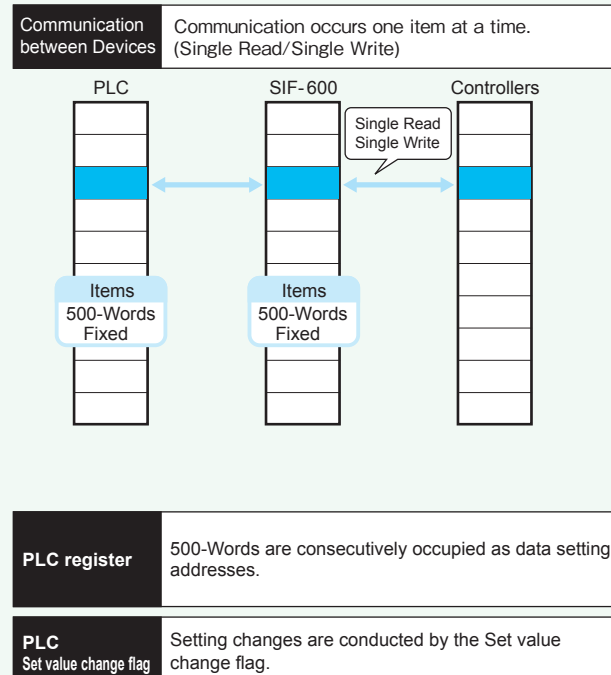 Communication
between Devices
Communication occurs one item at a time.
(Single Read/Single Write)
PLC
SIF-600
Controllers
Single Read
Single Write
Items
500-Words
Fixed
Items
500-Words
Fixed
PLC register
500-Words are consecutively occupied as data setting
addresses.
PLC
Set value change flag
Setting changes are conducted by the Set value
change flag.